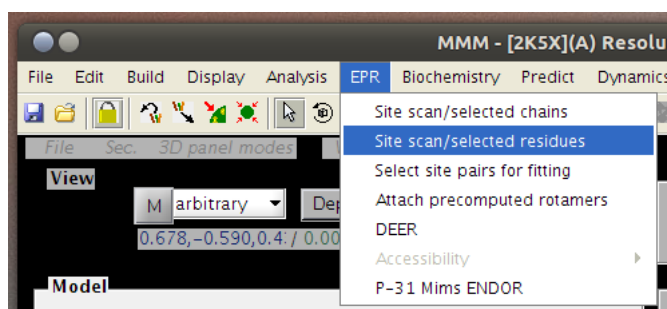 MMM - [2K5X](A) Resolu
File Edit Build Display Analysis EPR Biochemistry Predict Dynamics
Site scan/selected chains
File Sec. 3D panel modes
Site scan/selected residues
View
Select site pairs for fitting
M arbitrary
Attach precomputed rotamers
0.678,-0.590,0.4 / 0.00
DEER
Accessibility
Model
P-31 Mims ENDOR